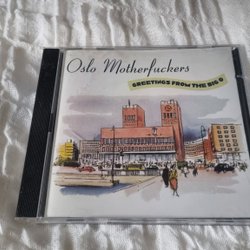 Oslo Motherfuckers
GREETINGS FROM THE BIG O